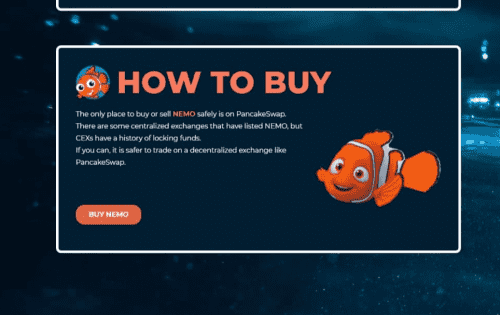 HOW TO BUY
The only place to buy or sell NEMO safely is on PancakeSwap.
There are some centralized exchanges that have listed NEMO, but
CEXs have a history of locking funds.
If you can, it is safer to trade on a decentralized exchange like
PancakeSwap.
BUY NEMO